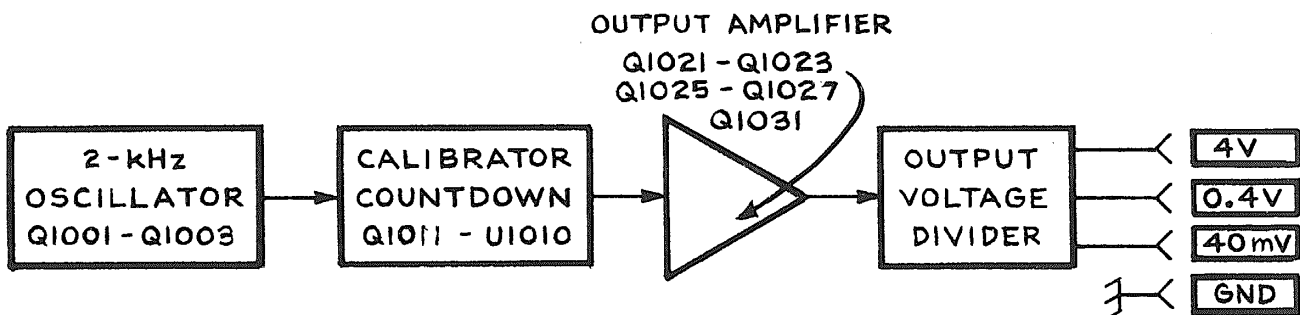 OUTPUT AMPLIFIER
Q1021 - Q1023
Q1025 - Q1027
Q1031
2-kHz
OSCILLATOR
Q1001-Q1003
CALIBRATOR
COUNTDOWN
Q1011 - U1010
OUTPUT
VOLTAGE
DIVIDER
4V
0.4V
40mV
GND